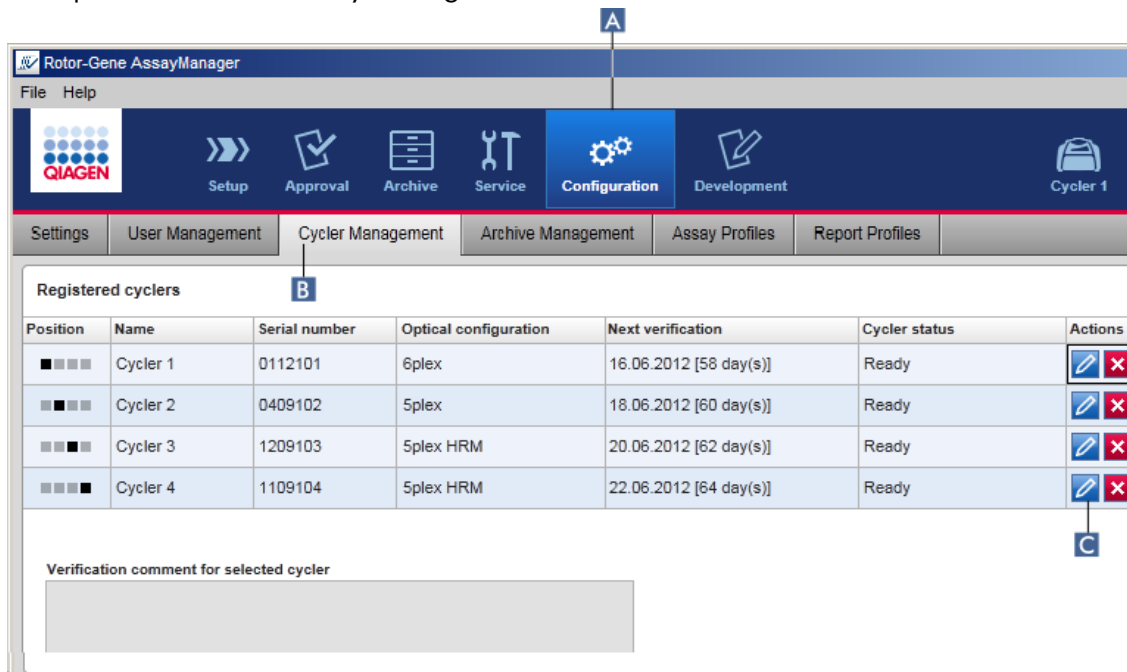 A
Rotor-Gene AssayManager
File Help
QIAGEN
Setup Approval Archive Service Configuration Development Cycler 1
Settings User Management Cycler Management Archive Management Assay Profiles Report Profiles
B
Registered cyclers
Position Name Serial number Optical configuration Next verification Cycler status Actions
Cycler 1 0112101 6plex 16.06.2012 [58 day(s)] Ready
Cycler 2 0409102 5plex 18.06.2012 [60 day(s)] Ready
Cycler 3 1209103 5plex HRM 20.06.2012 [62 day(s)] Ready
Cycler 4 1109104 5plex HRM 22.06.2012 [64 day(s)] Ready
C
Verification comment for selected cycler